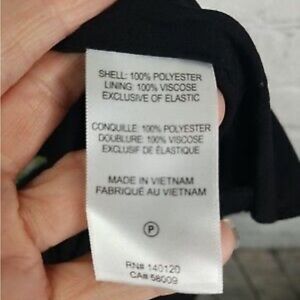 SHELL: 100% POLYESTER
LINING: 100% VISCOSE
EXCLUSIVE OF ELASTIC
CONQUILLE: 100% POLYESTER
DOUBLURE: 100% VISCOSE
EXCLUSIF DE ÉLASTIQUE
MADE IN VIETNAM
FABRIQUÉ AU VIETNAM
P
RN# 140120
CA# 58009